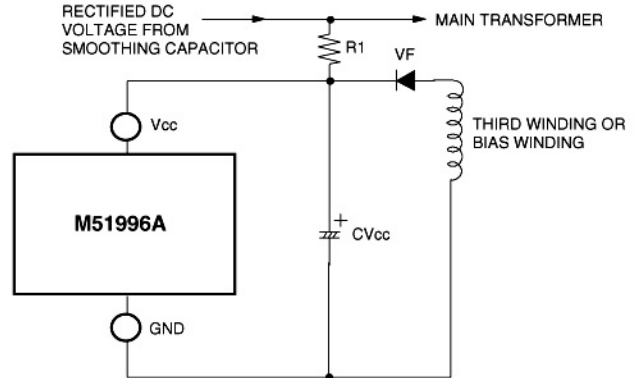 RECTIFIED DC
VOLTAGE FROM
SMOOTHING CAPACITOR
MAIN TRANSFORMER
R1
VF
Vcc
THIRD WINDING OR
BIAS WINDING
M51996A
+
CVcc
GND